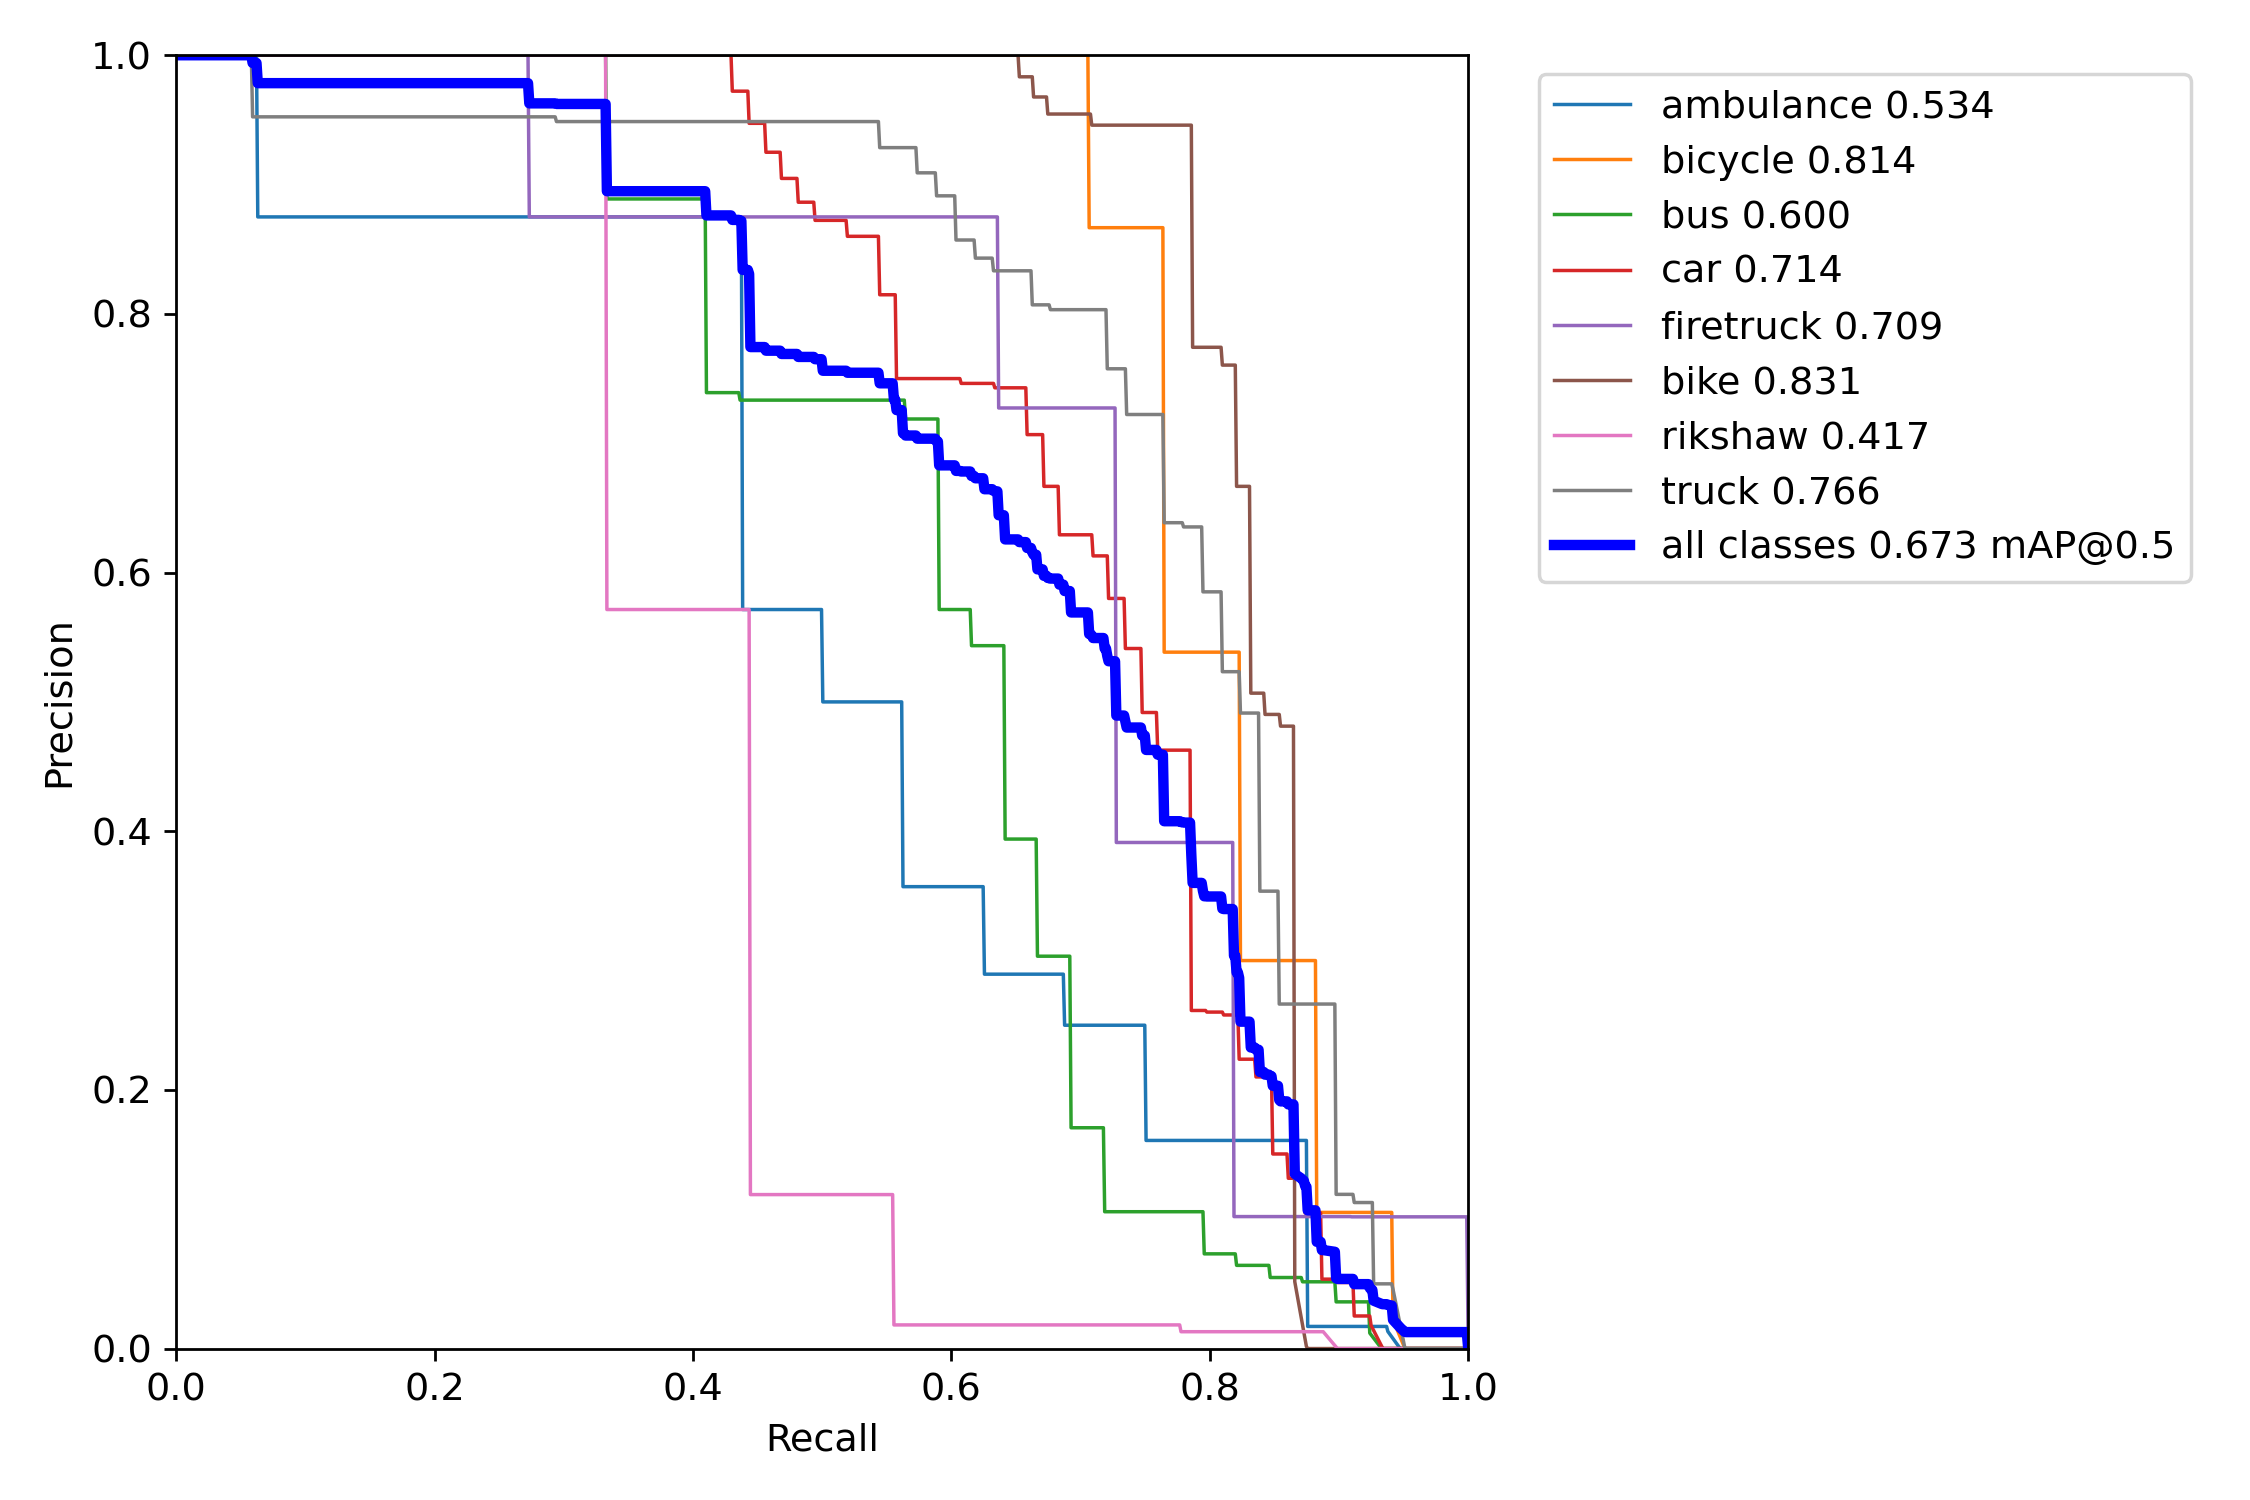 1.0
0.8
0.6
0.4
0.2
0.0
0.0 0.2 0.4 0.6 0.8 1.0
Precision
Recall
ambulance 0.534
bicycle 0.814
bus 0.600
car 0.714
firetruck 0.709
bike 0.831
rikshaw 0.417
truck 0.766
all classes 0.673 mAP@0.5